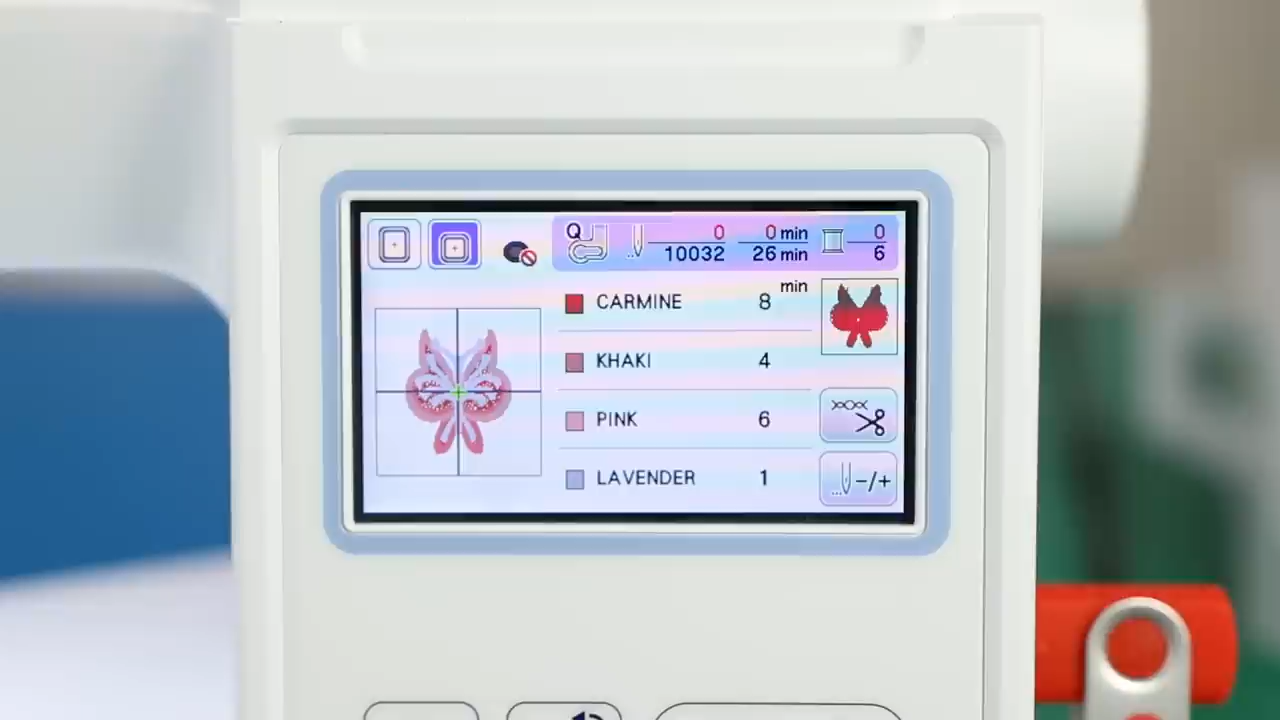 Q 0 0 min 0
10032 26 min 6
min
CARMINE 8
KHAKI 4
PINK 6
LAVENDER 1
-/+